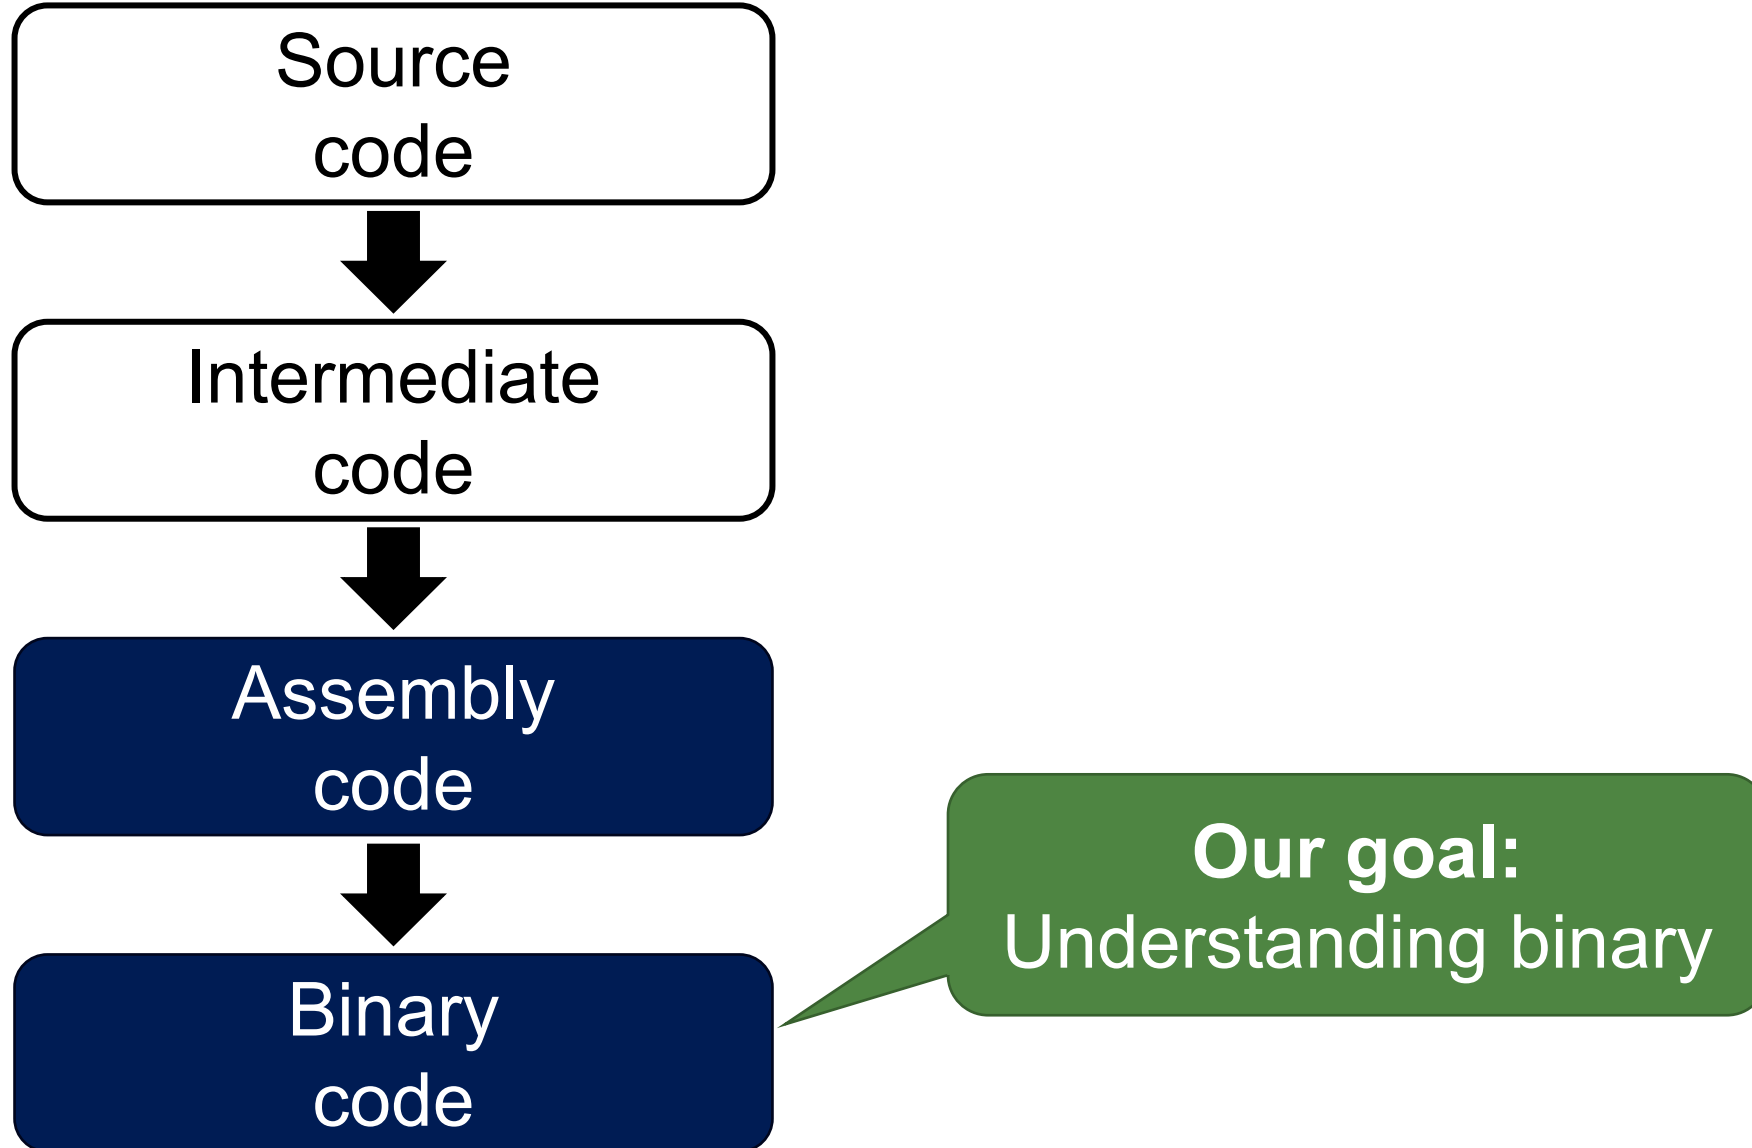 Source
code
Intermediate
code
Assembly
code
Our goal:
Understanding binary
Binary
code